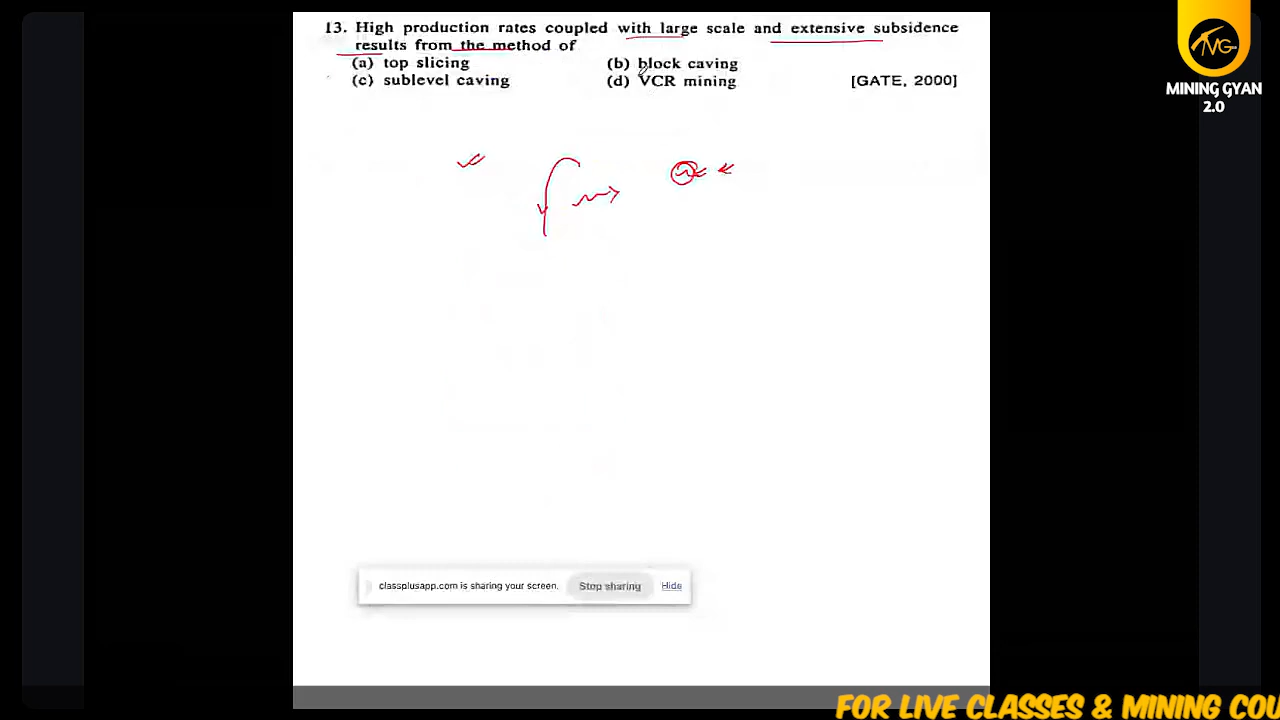 13. High production rates coupled with large scale and extensive subsidence
results from the method of
(a) top slicing (b) block caving
(c) sublevel caving (d) VCR mining [GATE, 2000]
TMG
MINING GYAN
2.0
classplusapp.com is sharing your screen. Stop sharing Hide
FOR LIVE CLASSES & MINING COU